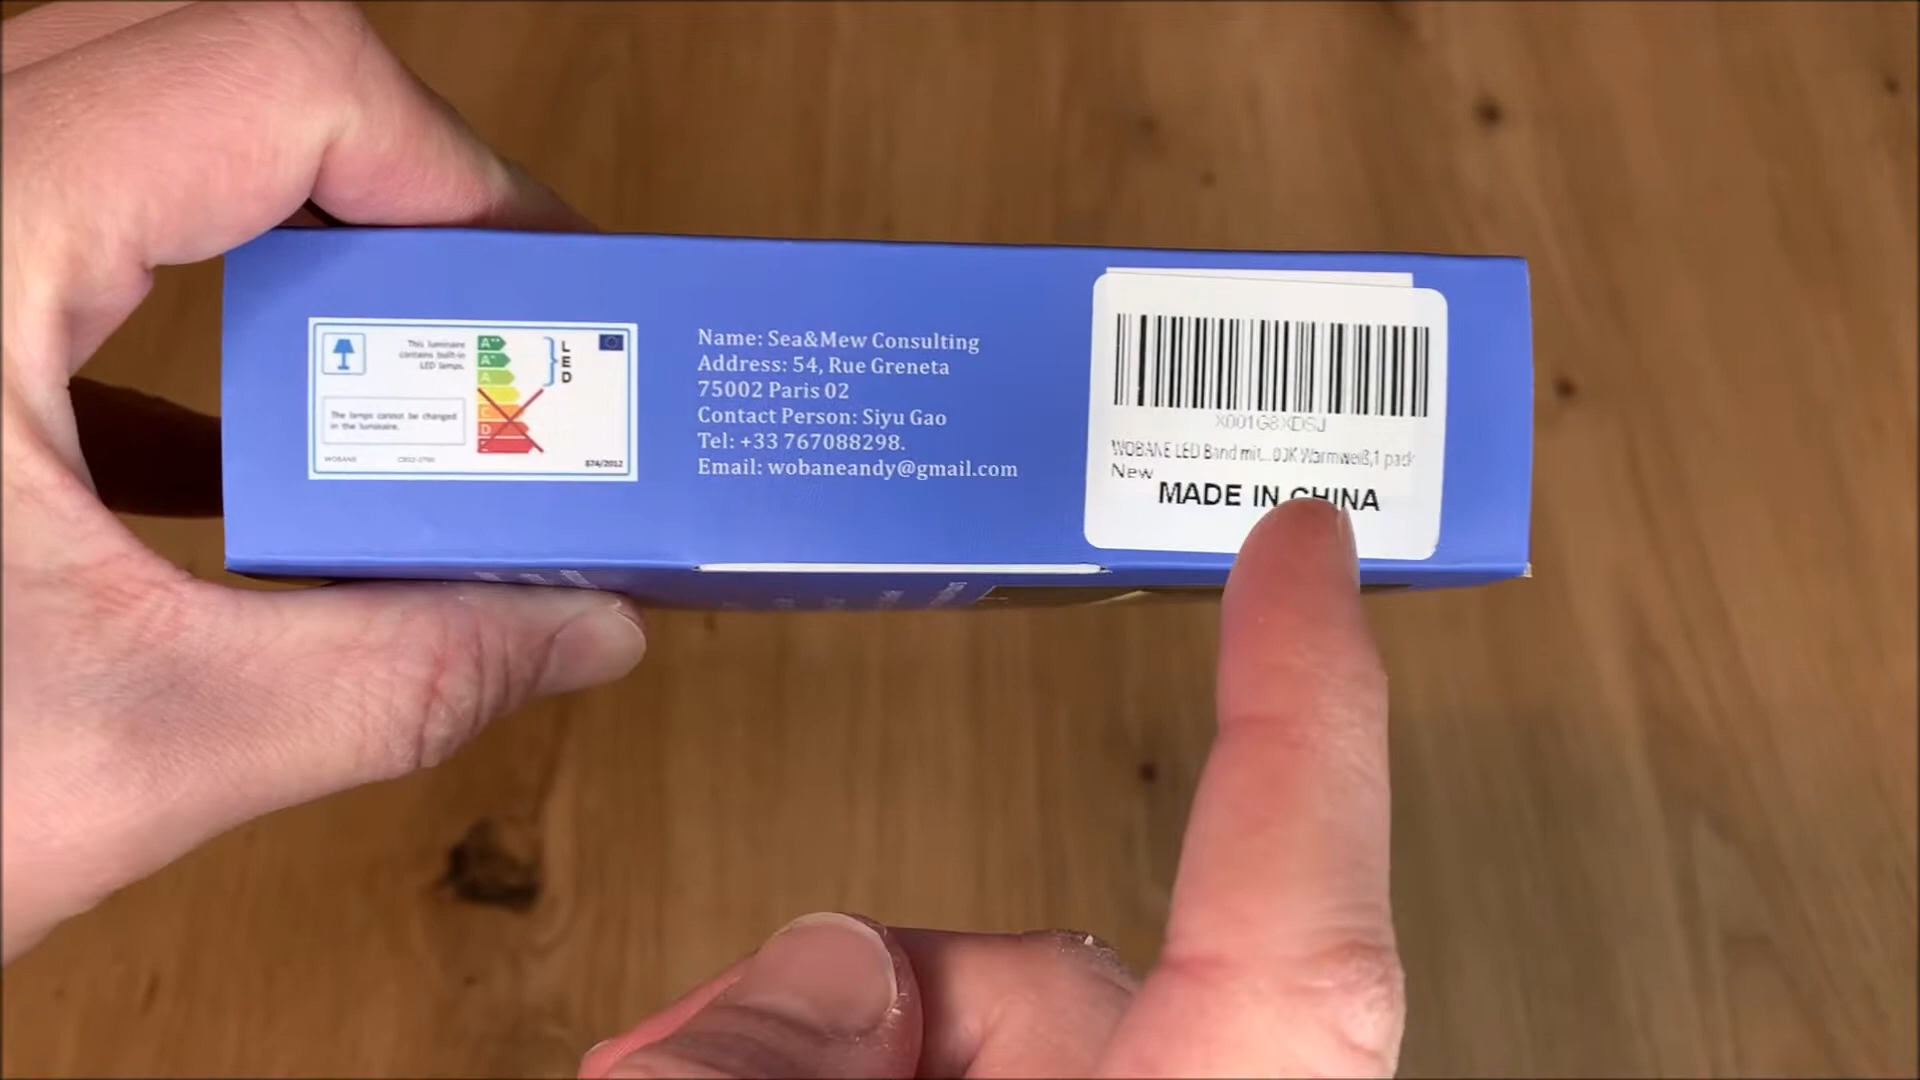 This luminaire
contains built-in
LED lamps.
The lamps cannot be changed
in the luminaire.
A++
A+
A
C
D
L
E
D
WOBANE
874/2012
Name: Sea&Mew Consulting
Address: 54, Rue Greneta
75002 Paris 02
Contact Person: Siyu Gao
Tel: +33 767088298.
Email: wobaneandy@gmail.com
X001G8XDSJ
WOBANE LED Band mit...00K Warmweiß,1 pack
New
MADE IN CHINA